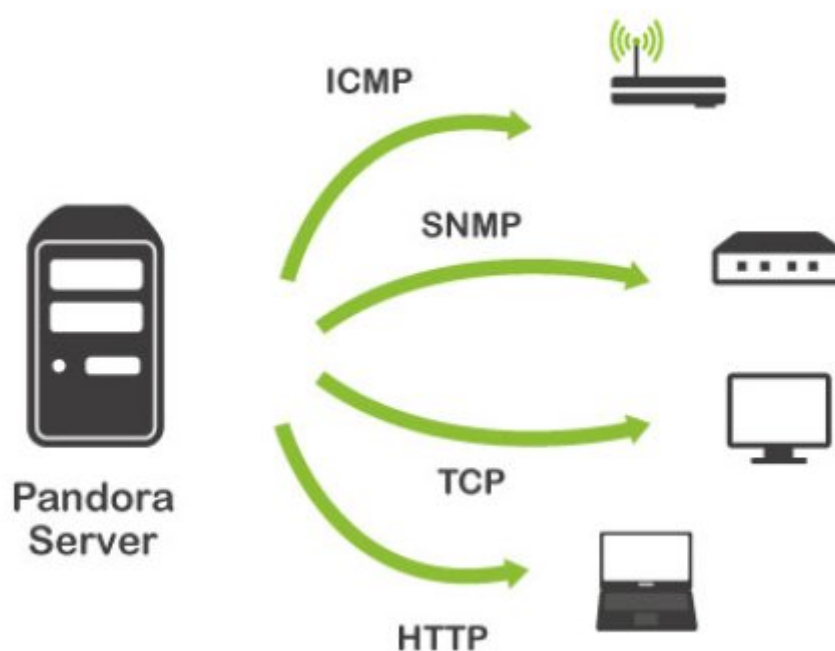 ICMP
SNMP
Pandora
Server
TCP
HTTP